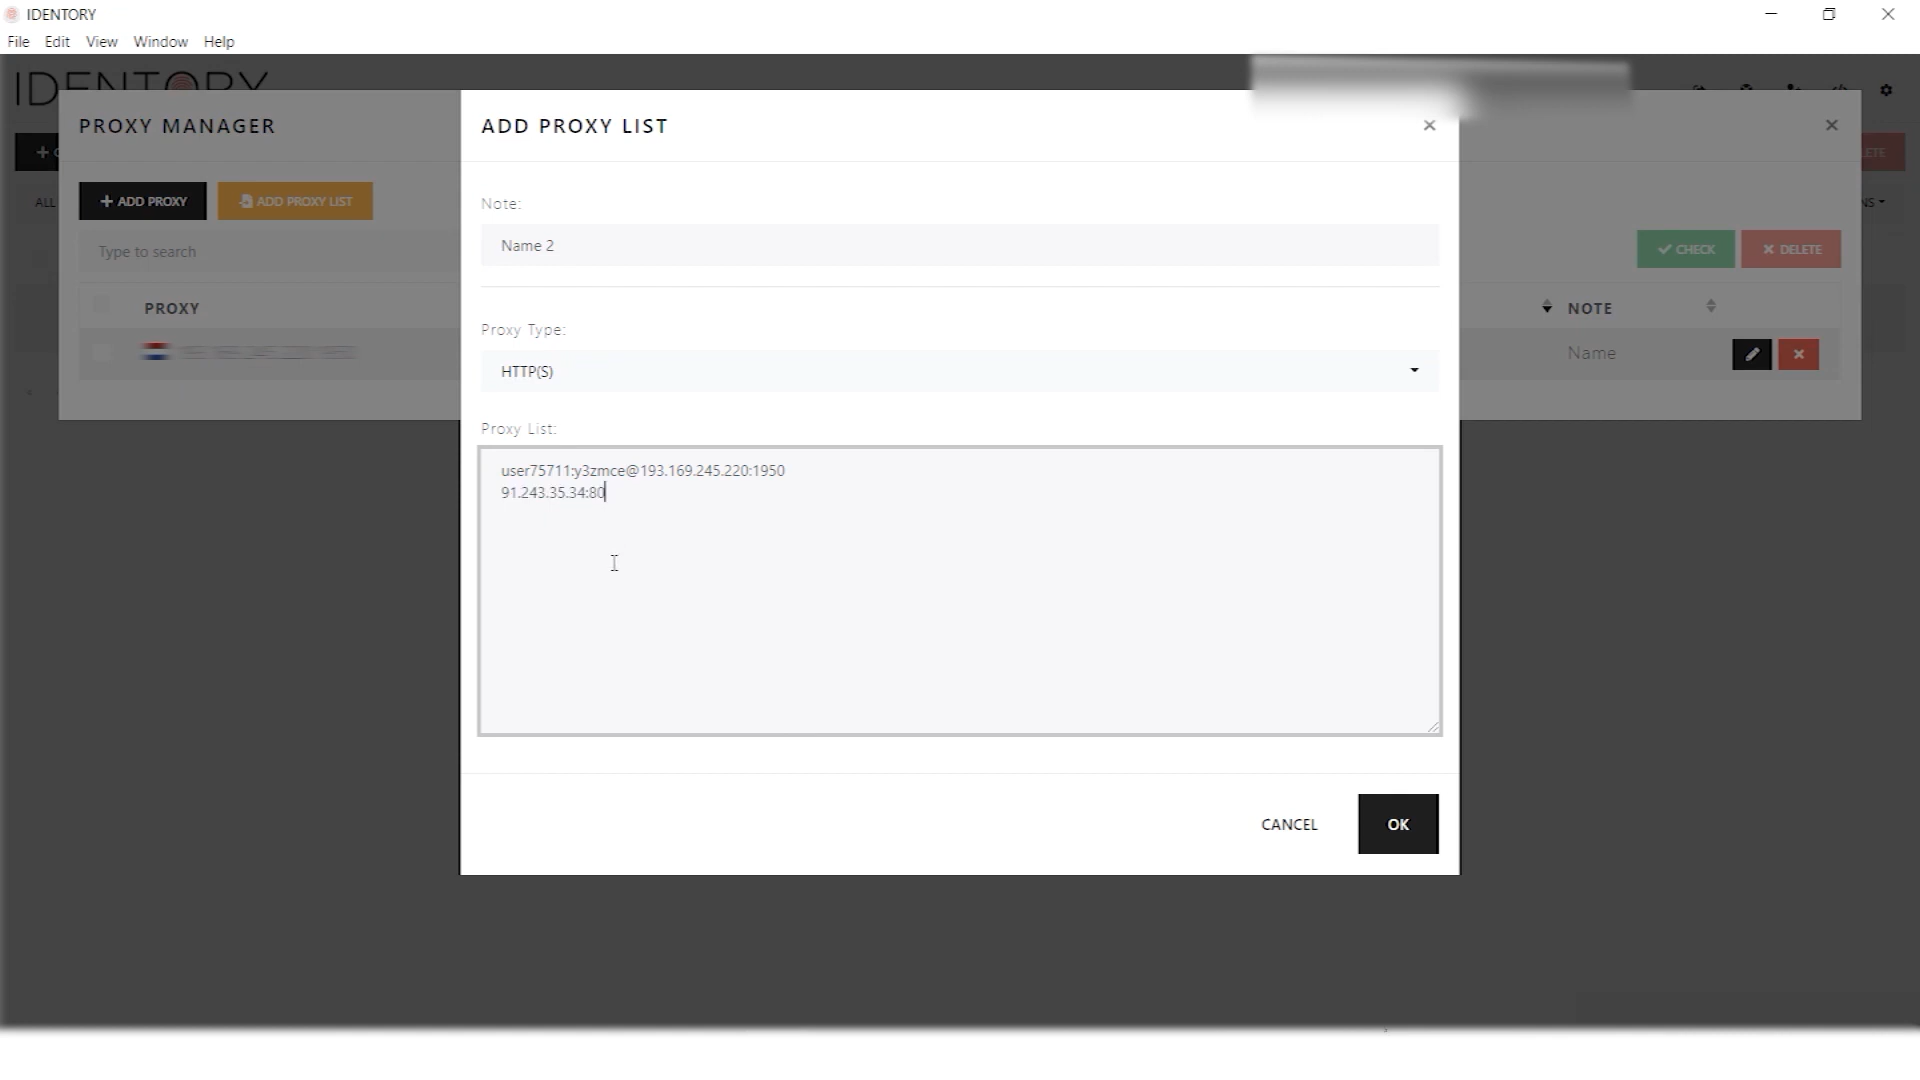 IDENTORY
File Edit View Window Help
IDENTORY
PROXY MANAGER
ADD PROXY LIST
ADD PROXY
ADD PROXY LIST
ALL
Type to search
PROXY
Note:
Name 2
Proxy Type:
HTTP(S)
Proxy List:
user75711:y3zmce@193.169.245.220:1950
91.243.35.34:80
CANCEL
OK
CHECK
DELETE
NOTE
Name